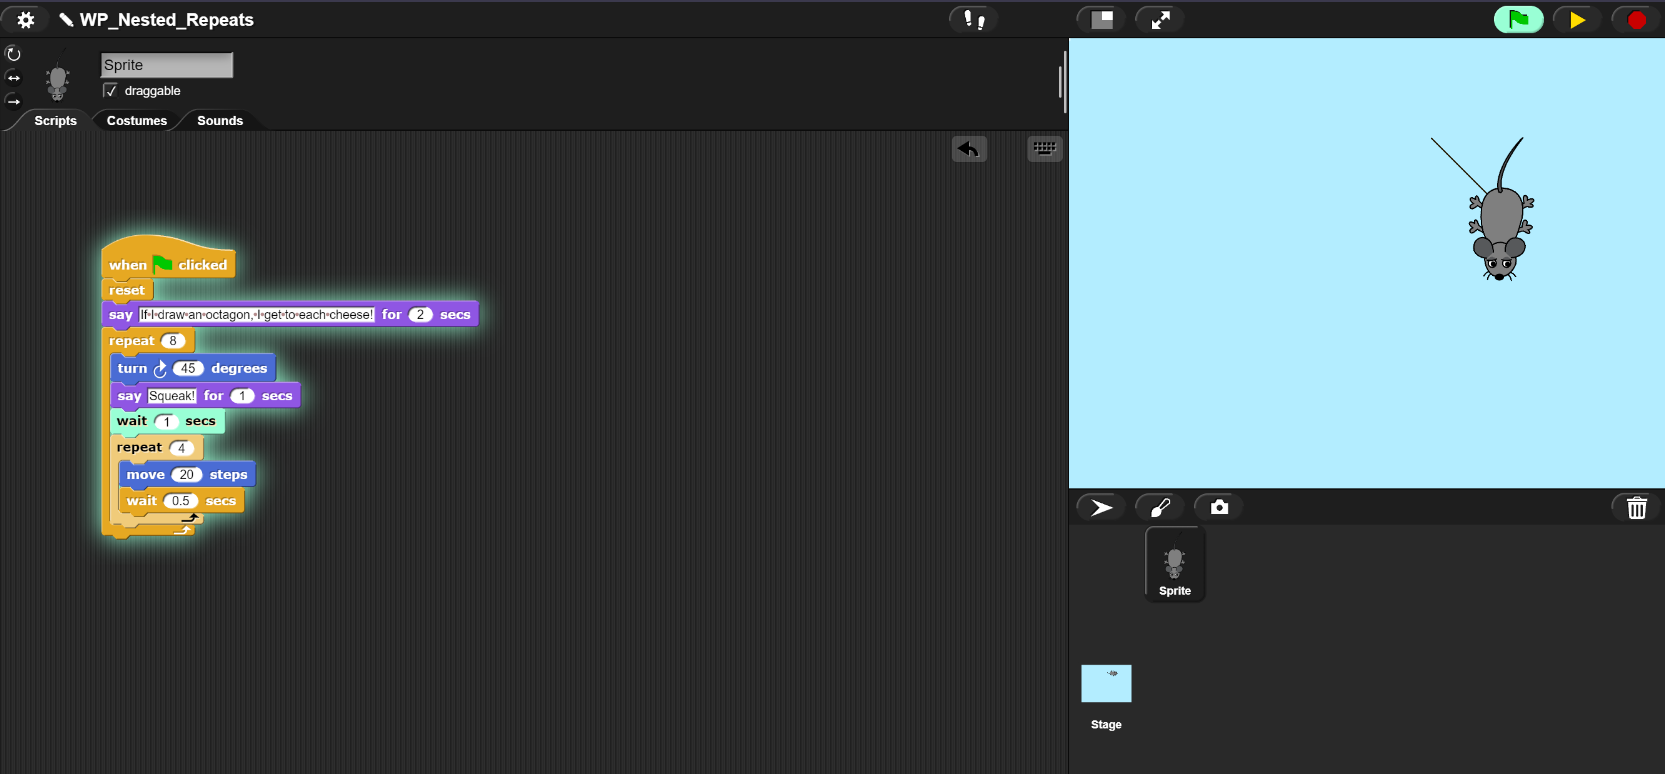 WP_Nested_Repeats
Sprite
draggable
Scripts Costumes Sounds
when clicked
reset
say If I draw an octagon, I get to each cheese! for 2 secs
repeat 8
turn 45 degrees
say Squeak! for 1 secs
wait 1 secs
repeat 4
move 20 steps
wait 0.5 secs
Sprite
Stage